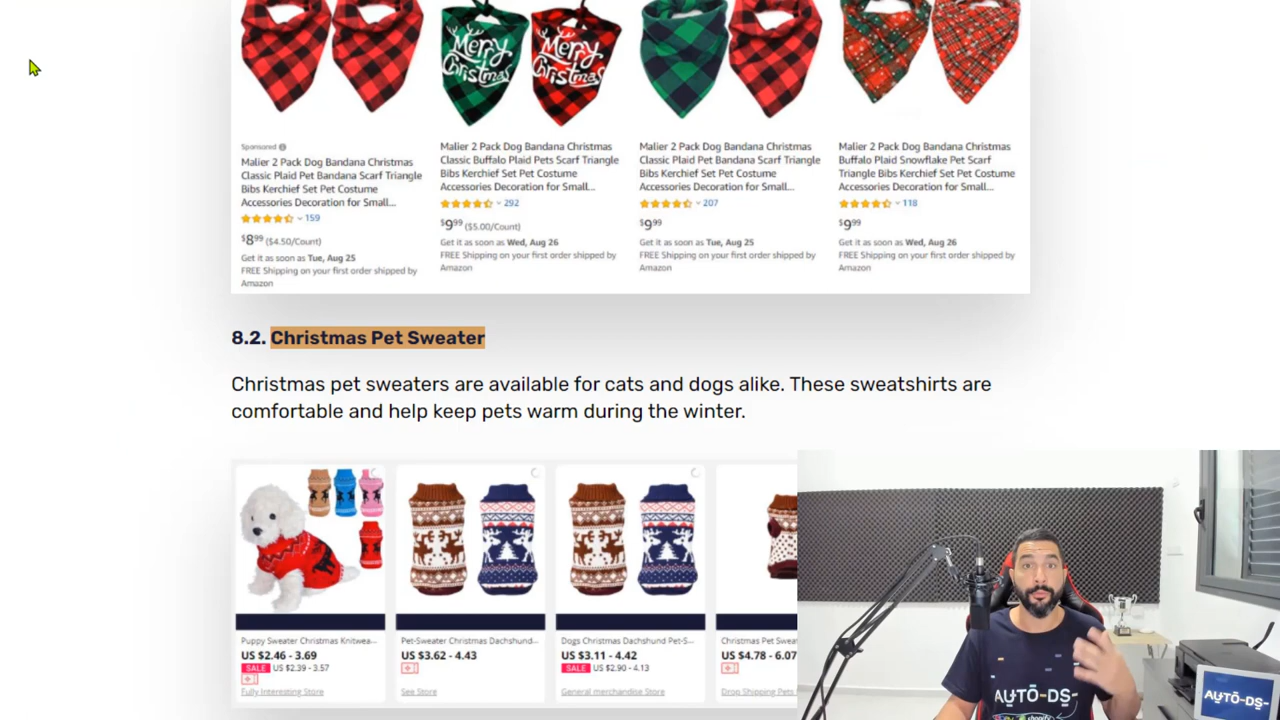 Merry
Christmas
Merry
Christmas
Sponsored
Malier 2 Pack Dog Bandana Christmas
Classic Plaid Pet Bandana Scarf Triangle
Bibs Kerchief Set Pet Costume
Accessories Decoration for Small...
159
$8.99 ($4.50/Count)
Get it as soon as Tue, Aug 25
FREE Shipping on your first order shipped by
Amazon
Malier 2 Pack Dog Bandana Christmas
Classic Buffalo Plaid Pets Scarf Triangle
Bibs Kerchief Set Pet Costume
Accessories Decoration for Small...
292
$9.99 ($5.00/Count)
Get it as soon as Wed, Aug 26
FREE Shipping on your first order shipped by
Amazon
Malier 2 Pack Dog Bandana Christmas
Classic Plaid Pet Bandana Scarf Triangle
Bibs Kerchief Set Pet Costume
Accessories Decoration for Small...
207
$9.99
Get it as soon as Tue, Aug 25
FREE Shipping on your first order shipped by
Amazon
Malier 2 Pack Dog Bandana Christmas
Buffalo Plaid Snowflake Pet Scarf
Triangle Bibs Kerchief Set Pet Costume
Accessories Decoration for Small...
118
$9.99
Get it as soon as Wed, Aug 26
FREE Shipping on your first order shipped by
Amazon
8.2. Christmas Pet Sweater
Christmas pet sweaters are available for cats and dogs alike. These sweatshirts are
comfortable and help keep pets warm during the winter.
Puppy Sweater Christmas Knitwea...
US $2.46 - 3.69
SALE US $2.39 - 3.57
Fully Interesting Store
Pet-Sweater Christmas Dachshund...
US $3.62 - 4.43
See Store
Dogs Christmas Dachshund Pet-S...
US $3.11 - 4.42
SALE US $2.90 - 4.13
General merchandise Store
Christmas Pet Swea
US $4.78 - 6.07
Drop Shipping Pets
AUTO-DS-
shopify
AUTO-DS-